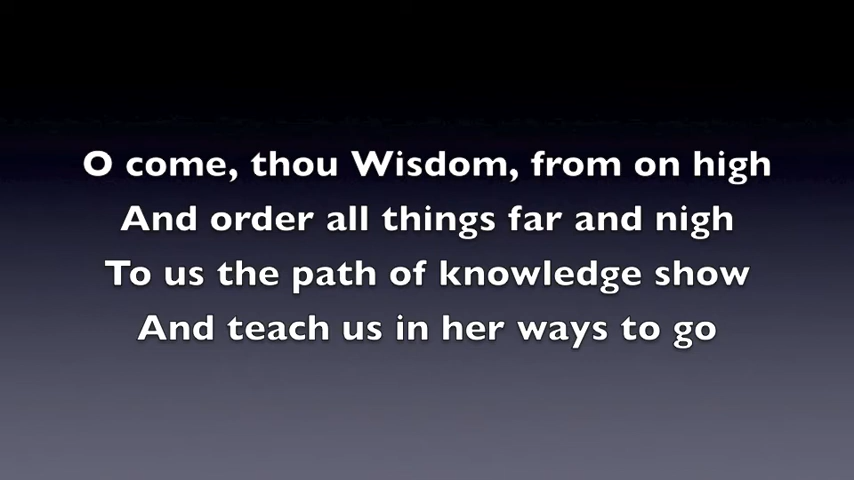 O come, thou Wisdom, from on high
And order all things far and nigh
To us the path of knowledge show
And teach us in her ways to go